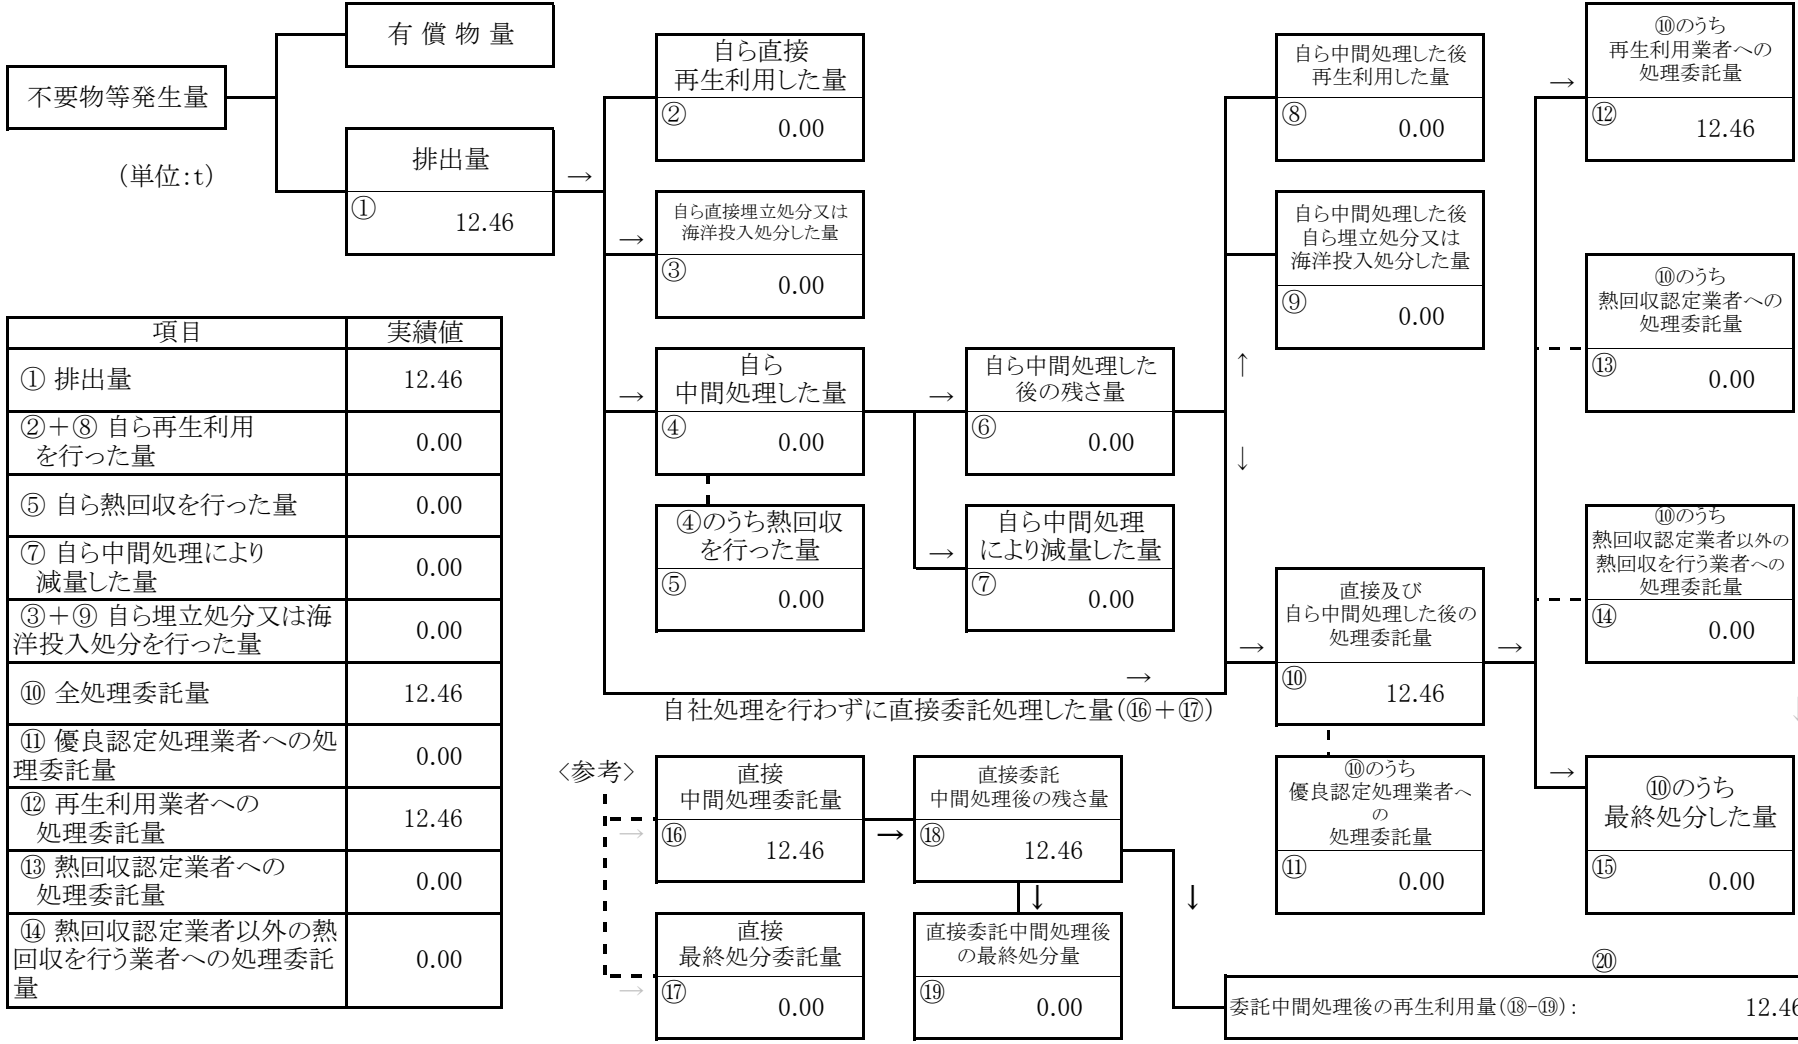 有償物量
不要物等発生量
(単位:t)
排出量
→
①
12.46
自ら直接
再生利用した量
②
0.00
→
自ら直接埋立処分又は
海洋投入処分した量
③
0.00
→
自ら
中間処理した量
④
0.00
④のうち熱回収
を行った量
⑤
0.00
→
自ら中間処理した
後の残さ量
⑥
0.00
→
自ら中間処理
により減量した量
⑦
0.00
自ら中間処理した後
再生利用した量
⑧
0.00
自ら中間処理した後
自ら埋立処分又は
海洋投入処分した量
⑨
0.00
↑
↓
→
自社処理を行わずに直接委託処理した量(⑯+⑰)
→
直接及び
自ら中間処理した後の
処理委託量
⑩
12.46
→
⑩のうち
優良認定処理業者へ
の
処理委託量
⑪
0.00
→
⑩のうち
再生利用業者への
処理委託量
⑫
12.46
⑩のうち
熱回収認定業者への
処理委託量
⑬
0.00
⑩のうち
熱回収認定業者以外の
熱回収を行う業者への
処理委託量
⑭
0.00
→
⑩のうち
最終処分した量
⑮
0.00
項目 実績値
① 排出量 12.46
②+⑧ 自ら再生利用
を行った量 0.00
⑤ 自ら熱回収を行った量 0.00
⑦ 自ら中間処理により
減量した量 0.00
③+⑨ 自ら埋立処分又は海
洋投入処分を行った量 0.00
⑩ 全処理委託量 12.46
⑪ 優良認定処理業者への処
理委託量 0.00
⑫ 再生利用業者への
処理委託量 12.46
⑬ 熱回収認定業者への
処理委託量 0.00
⑭ 熱回収認定業者以外の熱
回収を行う業者への処理委託
量 0.00
<参考>
→
直接
中間処理委託量
⑯
12.46
→
直接
最終処分委託量
⑰
0.00
→
直接委託
中間処理後の残さ量
⑱
12.46
↓
直接委託中間処理後
の最終処分量
⑲
0.00
↓
⑳
委託中間処理後の再生利用量(⑱-⑲): 12.46